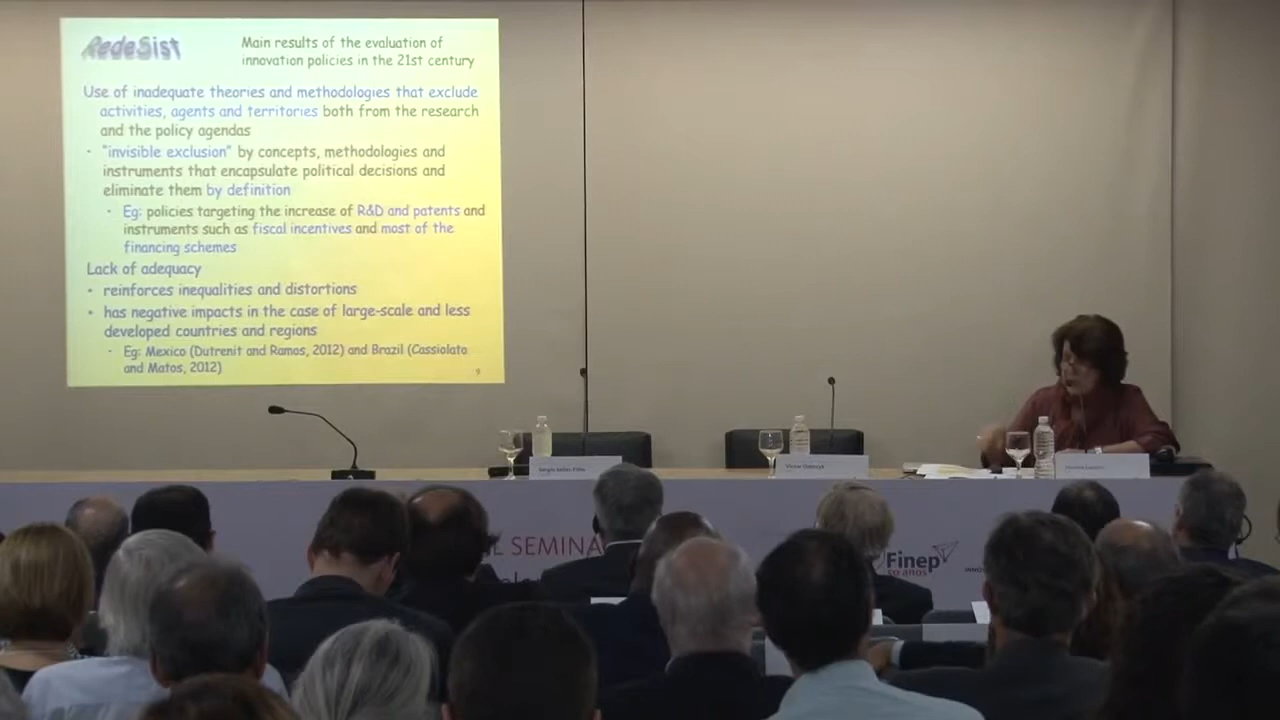 RedeSist
Main results of the evaluation of
innovation policies in the 21st century
Use of inadequate theories and methodologies that exclude
activities, agents and territories both from the research
and the policy agendas
• "invisible exclusion" by concepts, methodologies and
instruments that encapsulate political decisions and
eliminate them by definition
• Eg: policies targeting the increase of R&D and patents and
instruments such as fiscal incentives and most of the
financing schemes
Lack of adequacy
• reinforces inequalities and distortions
• has negative impacts in the case of large-scale and less
developed countries and regions
• Eg: Mexico (Dutrenit and Ramos, 2012) and Brazil (Cassiolato
and Matos, 2012)
9
SEMINA
Finep
50 anos